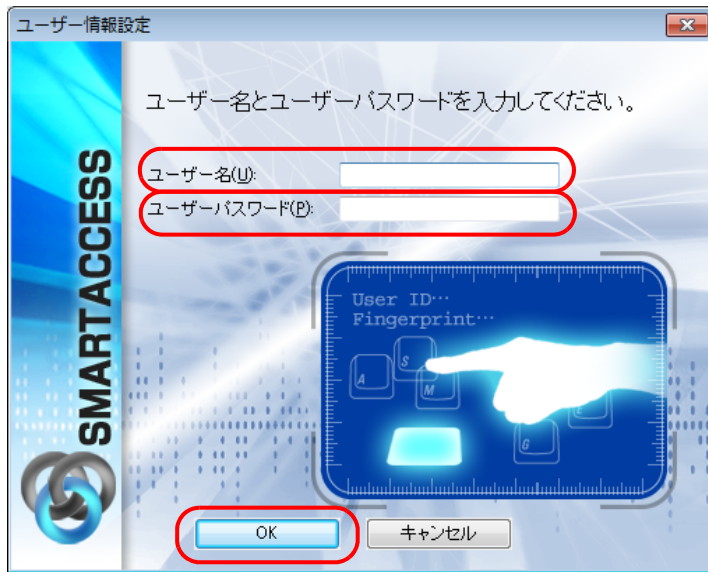 ユーザー情報設定
SMARTACCESS
ユーザー名とユーザーパスワードを入力してください。
ユーザー名(U):
ユーザーパスワード(P):
User ID…
Fingerprint…
A
S
M
E
G
OK
キャンセル